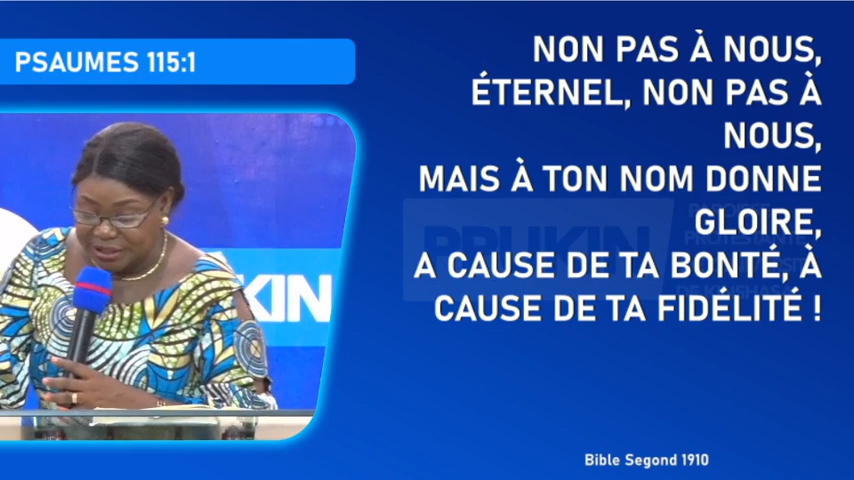 PSAUMES 115:1
NON PAS À NOUS,
ÉTERNEL, NON PAS À
NOUS,
MAIS À TON NOM DONNE
GLOIRE,
A CAUSE DE TA BONTÉ, À
CAUSE DE TA FIDÉLITÉ !
UKIN
Bible Segond 1910